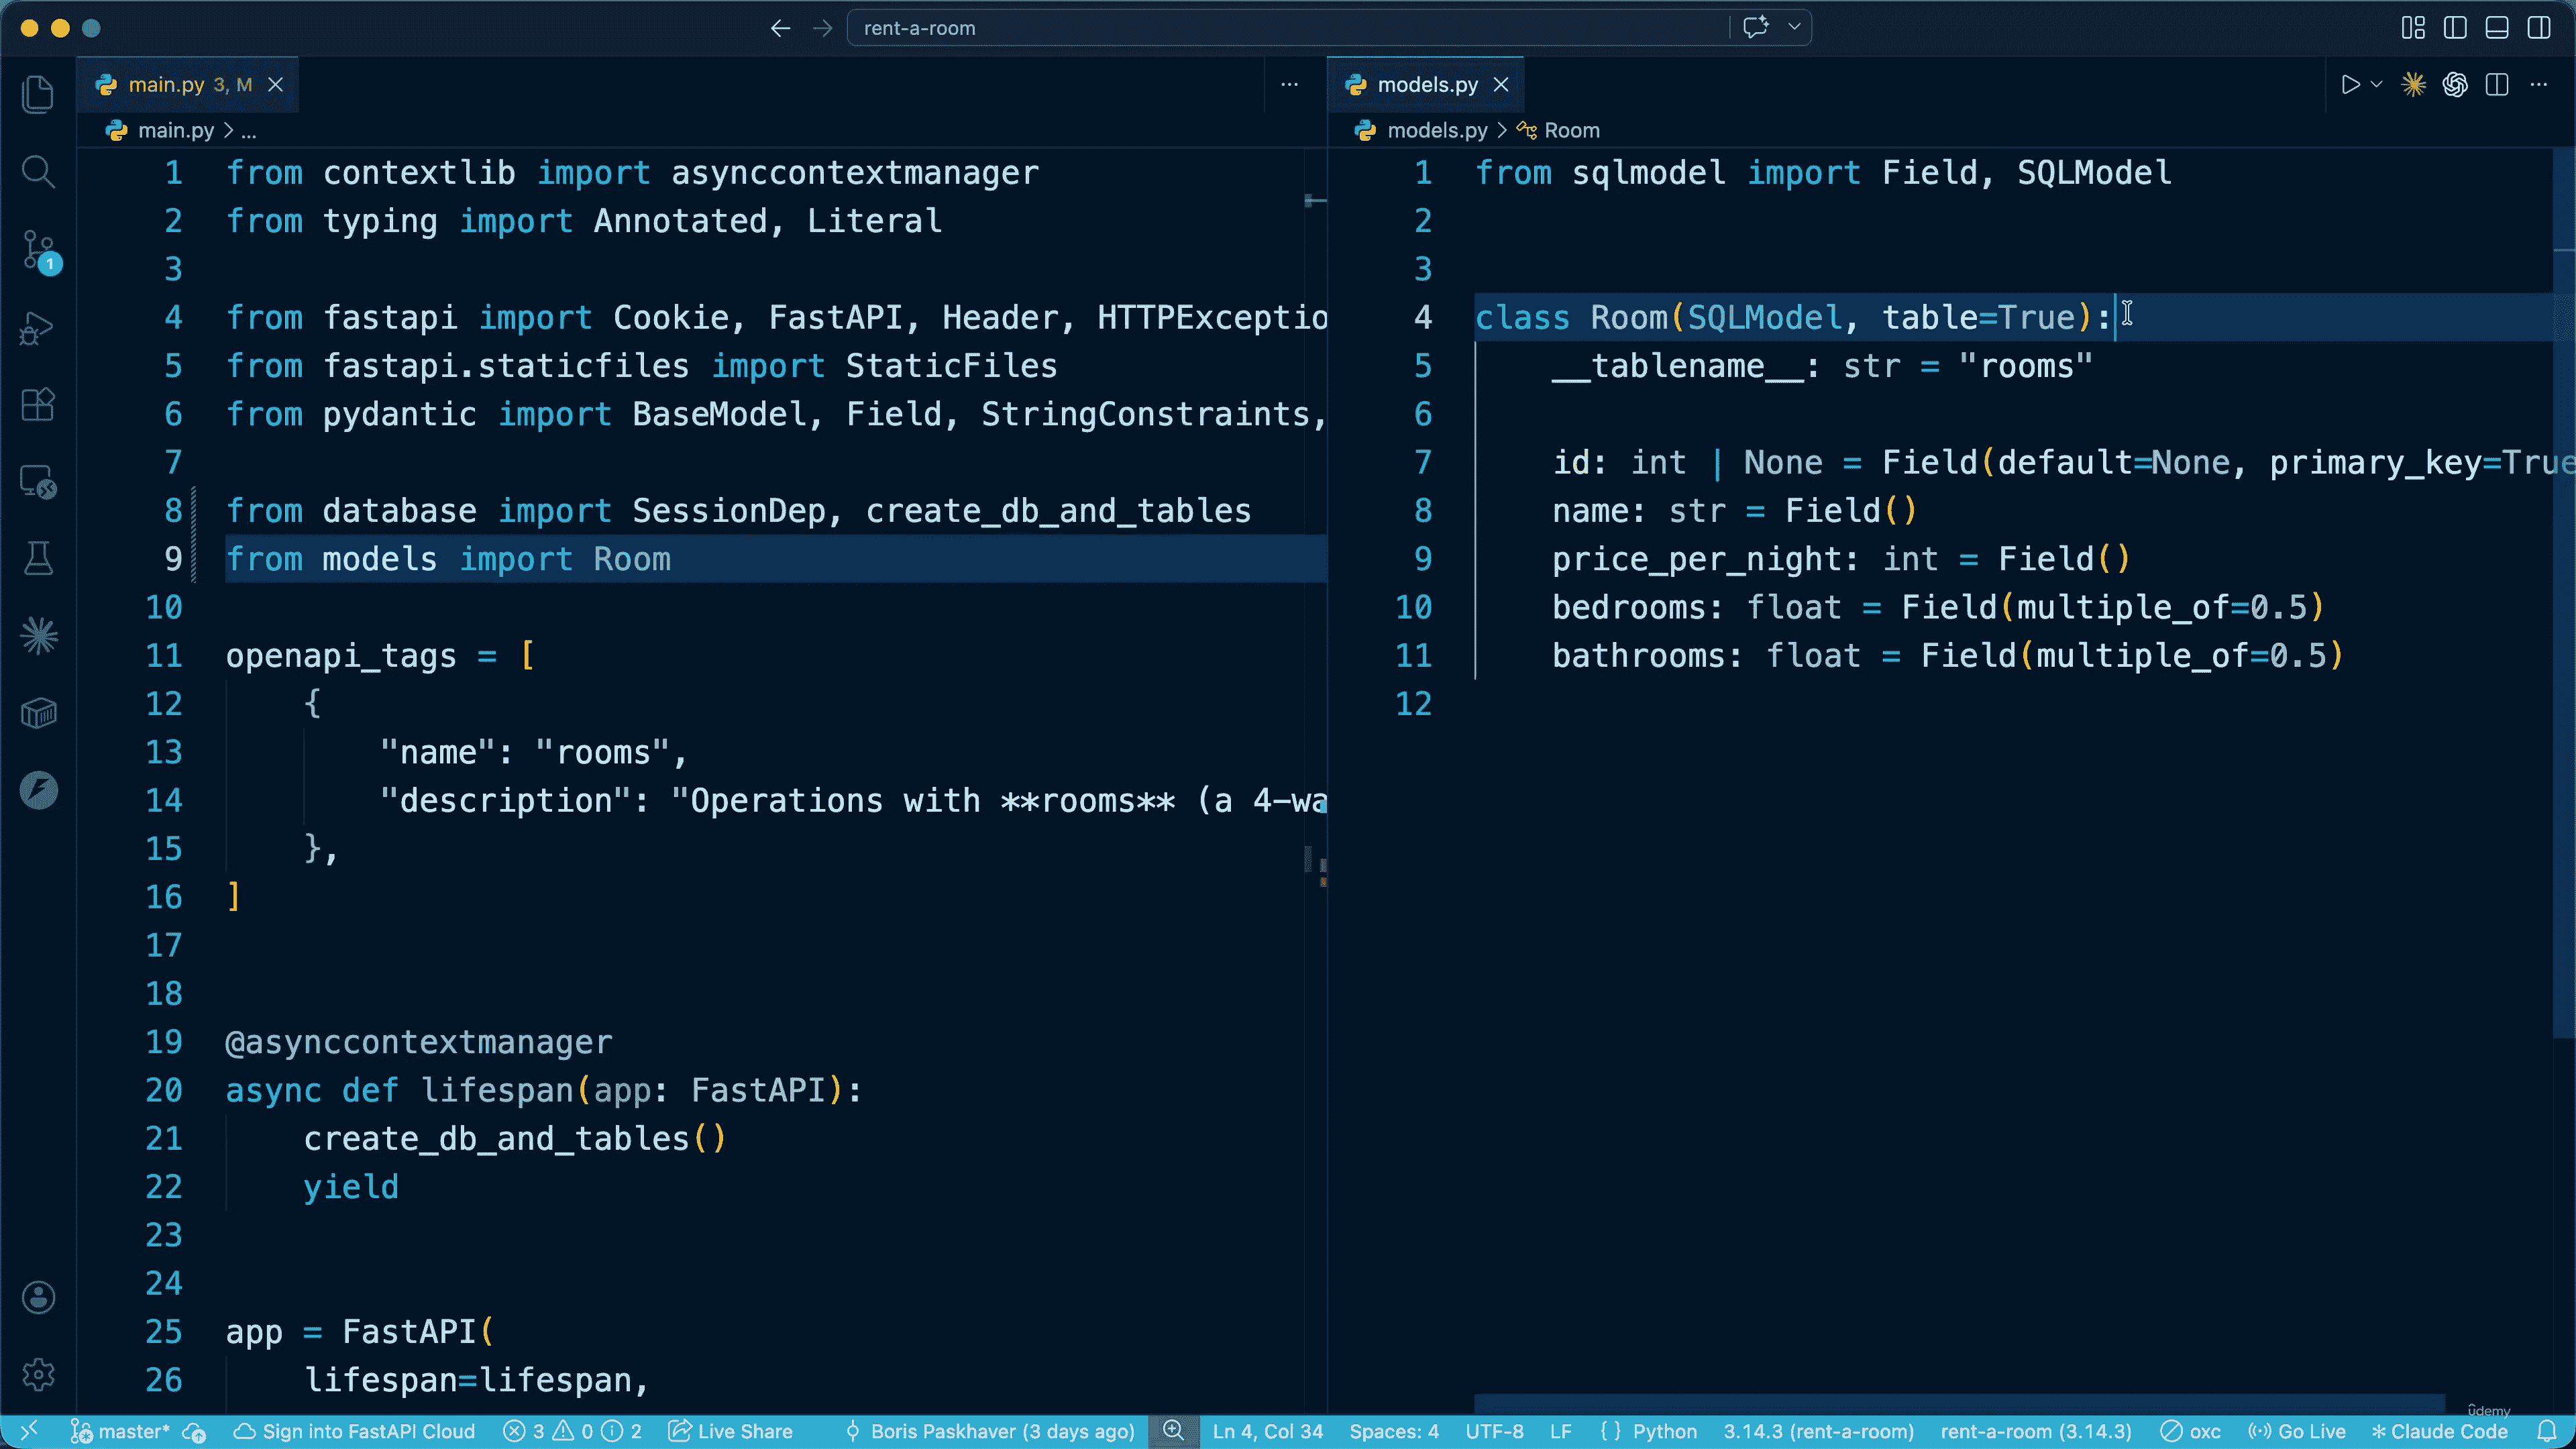 rent-a-room
main.py 3, M
models.py
main.py > ...
models.py > Room
1 from contextlib import asynccontextmanager
2 from typing import Annotated, Literal
3
4 from fastapi import Cookie, FastAPI, Header, HTTPExceptio
5 from fastapi.staticfiles import StaticFiles
6 from pydantic import BaseModel, Field, StringConstraints,
7
8 from database import SessionDep, create_db_and_tables
9 from models import Room
10
11 openapi_tags = [
12 {
13 "name": "rooms",
14 "description": "Operations with **rooms** (a 4-wa
15 },
16 ]
17
18
19 @asynccontextmanager
20 async def lifespan(app: FastAPI):
21 create_db_and_tables()
22 yield
23
24
25 app = FastAPI(
26 lifespan=lifespan,
1 from sqlmodel import Field, SQLModel
2
3
4 class Room(SQLModel, table=True):
5 __tablename__: str = "rooms"
6
7 id: int | None = Field(default=None, primary_key=True
8 name: str = Field()
9 price_per_night: int = Field()
10 bedrooms: float = Field(multiple_of=0.5)
11 bathrooms: float = Field(multiple_of=0.5)
12
1
ûdemy
master* Sign into FastAPI Cloud 3 0 2 Live Share Boris Paskhaver (3 days ago) Ln 4, Col 34 Spaces: 4 UTF-8 LF { } Python 3.14.3 (rent-a-room) rent-a-room (3.14.3) oxc Go Live Claude Code